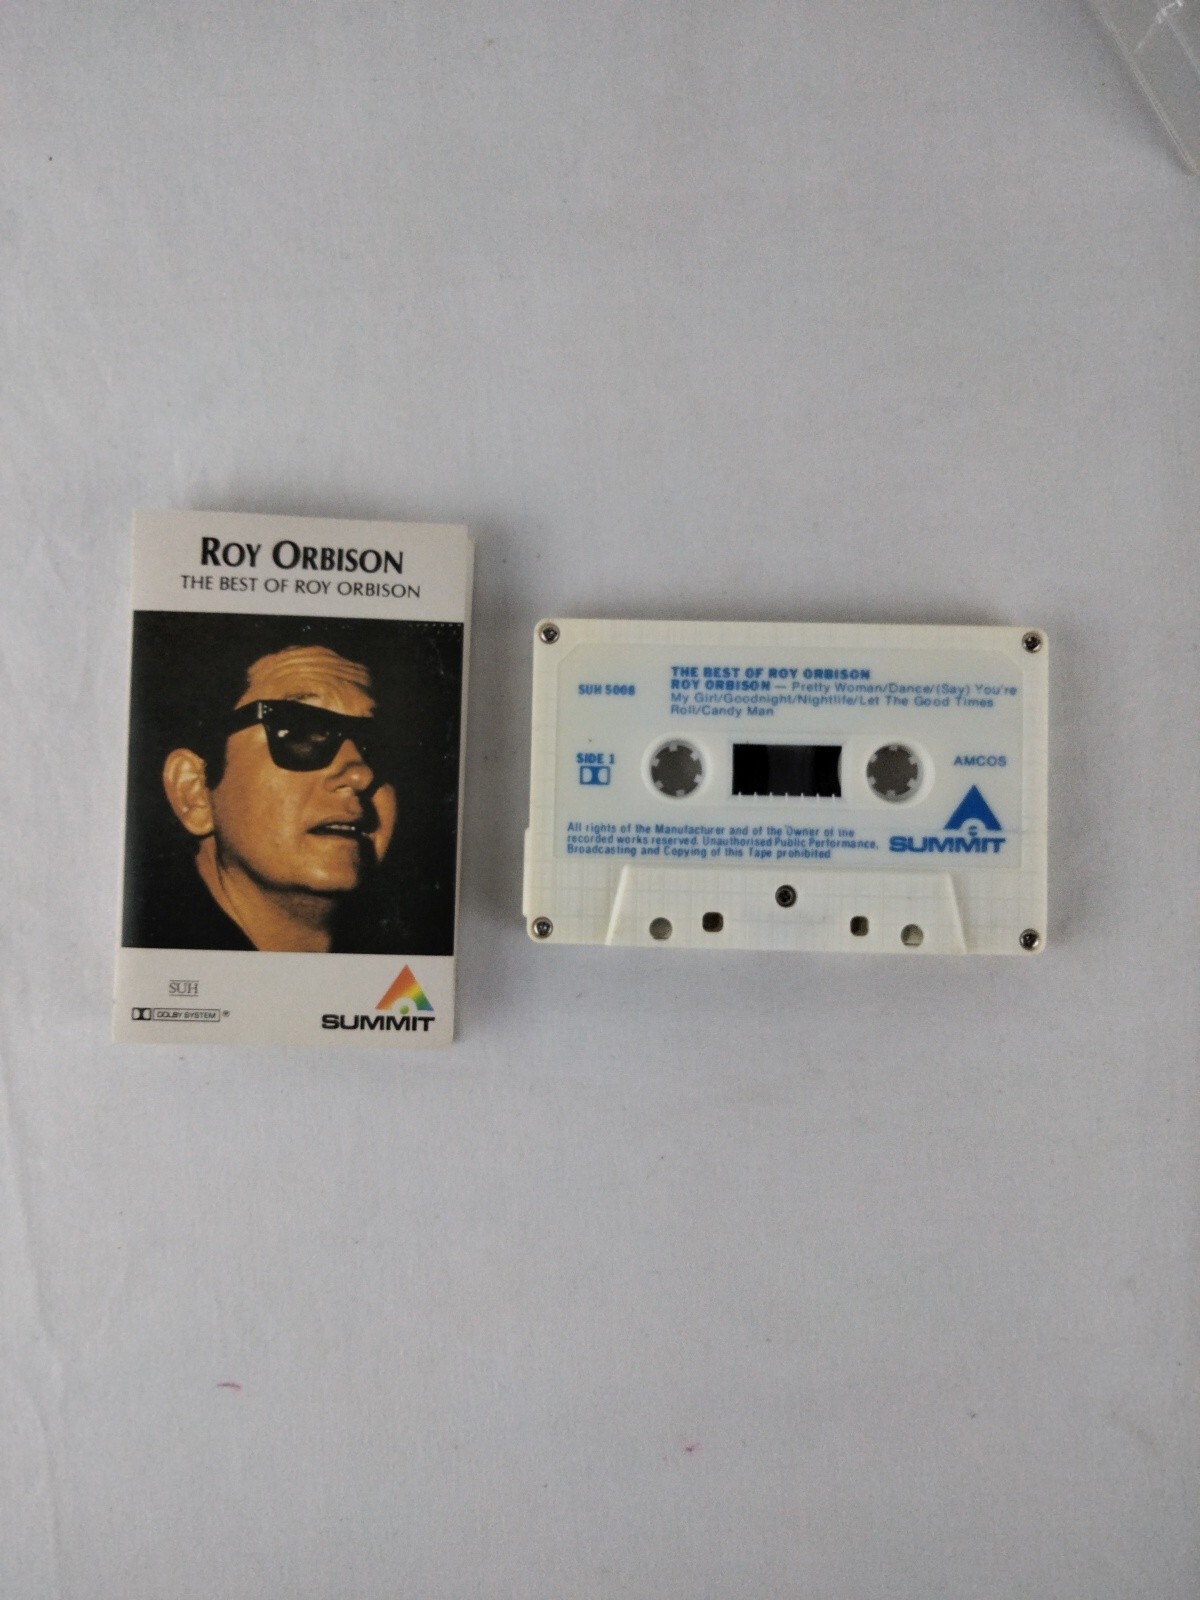 ROY ORBISON
THE BEST OF ROY ORBISON
SUH
DOLBY SYSTEM ®
SUMMIT
THE BEST OF ROY ORBISON
SUH 5008
ROY ORBISON — Pretty Woman/Dance/(Say) You're
My Girl/Goodnight/Nightlife/Let The Good Times
Roll/Candy Man
SIDE 1
AMCOS
All rights of the Manufacturer and of the Owner of the
recorded works reserved. Unauthorised Public Performance,
Broadcasting and Copying of this Tape prohibited
SUMMIT